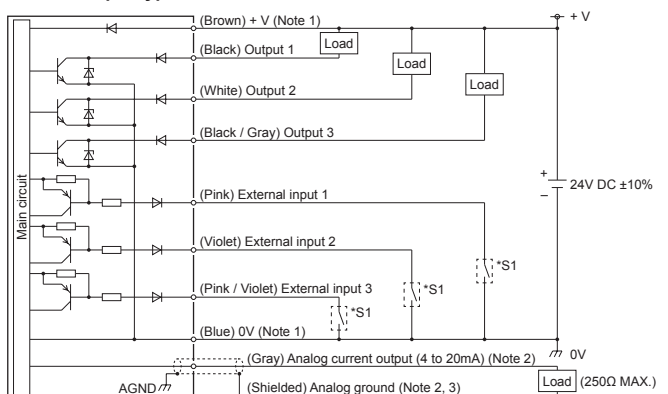 (Brown) + V (Note 1)
+ V
(Black) Output 1
Load
Load
Load
(White) Output 2
(Black / Gray) Output 3
Main circuit
+
–
24V DC ±10%
(Pink) External input 1
(Violet) External input 2
*S1
*S1
(Pink / Violet) External input 3
*S1
(Blue) 0V (Note 1)
0V
(Gray) Analog current output (4 to 20mA) (Note 2)
AGND
(Shielded) Analog ground (Note 2, 3)
Load
(250Ω MAX.)